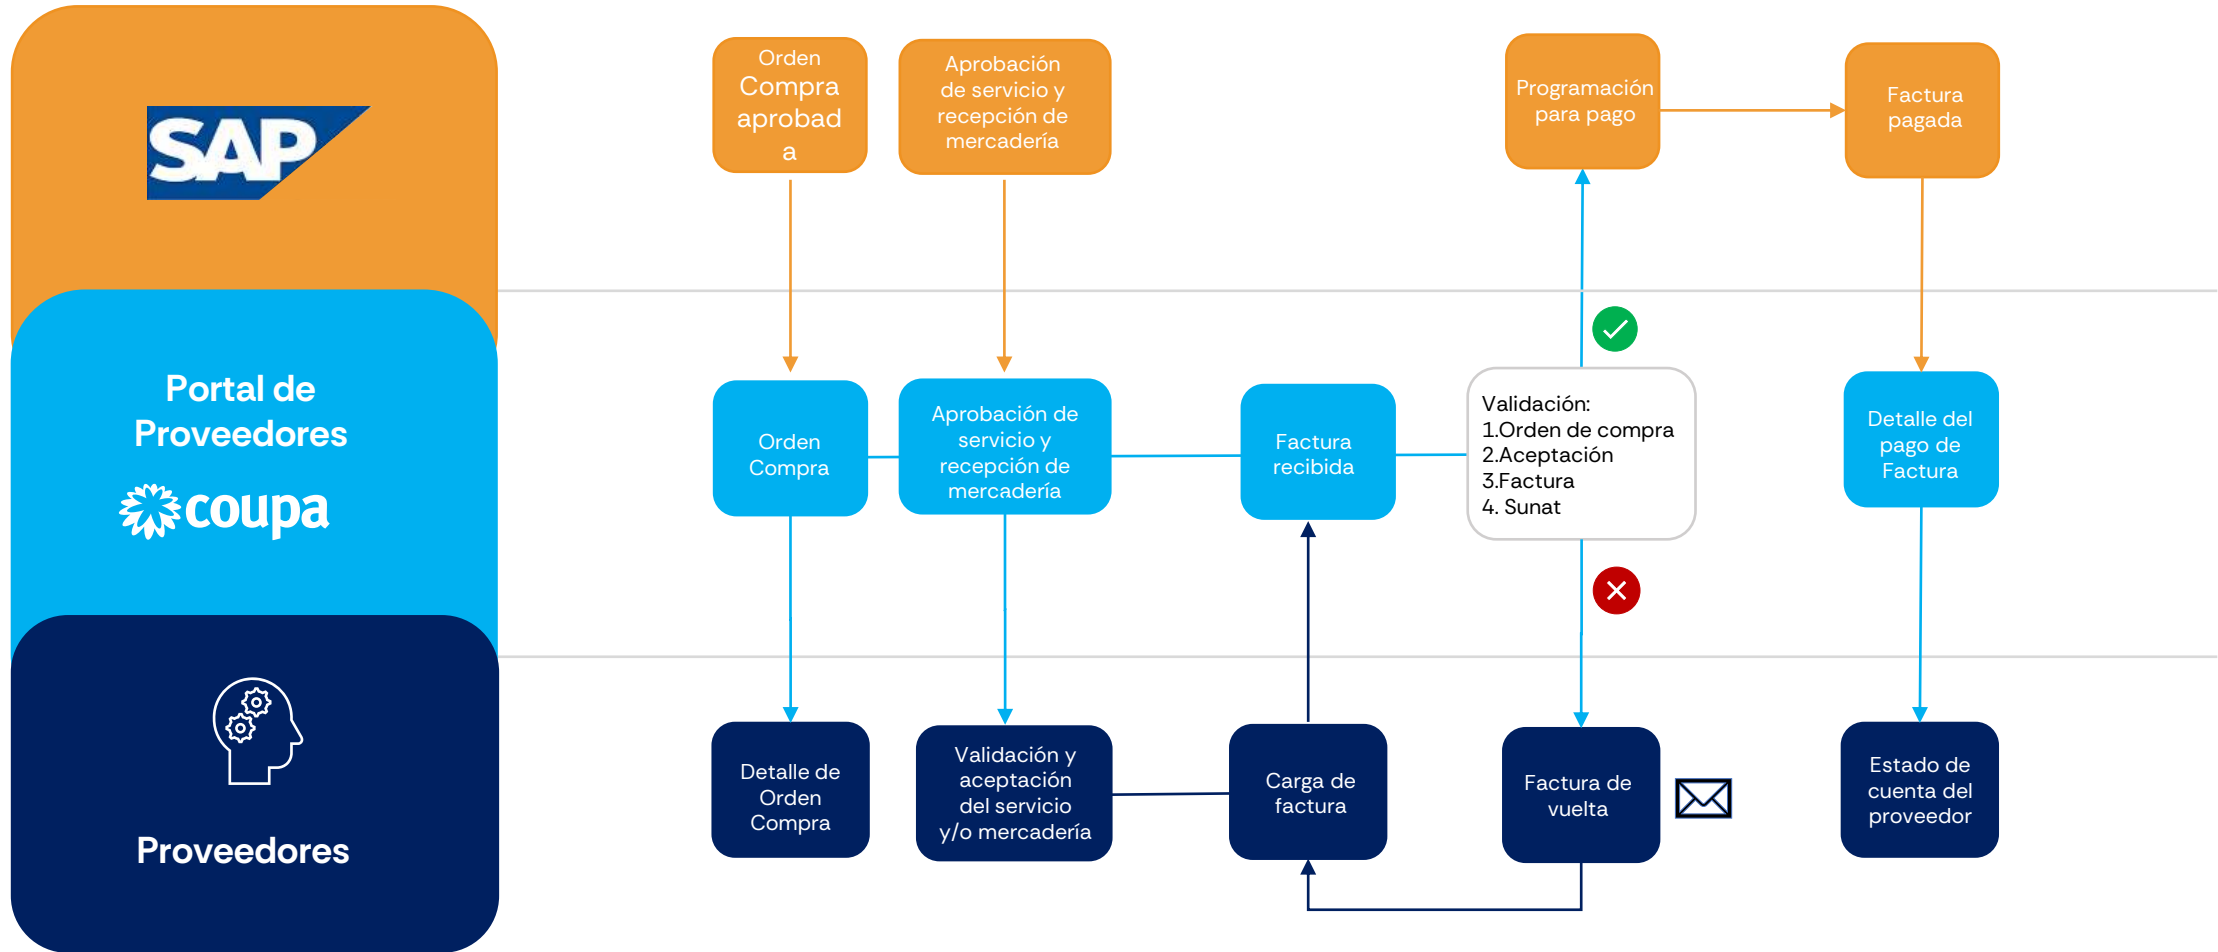 SAP
Portal de
Proveedores
coupa
Proveedores
Orden
Compra
aprobad
a
Aprobación
de servicio y
recepción de
mercadería
Programación
para pago
Factura
pagada
Orden
Compra
Aprobación de
servicio y
recepción de
mercadería
Factura
recibida
Validación:
1.Orden de compra
2.Aceptación
3.Factura
4. Sunat
Detalle del
pago de
Factura
Detalle de
Orden
Compra
Validación y
aceptación
del servicio
y/o mercadería
Carga de
factura
Factura de
vuelta
Estado de
cuenta del
proveedor